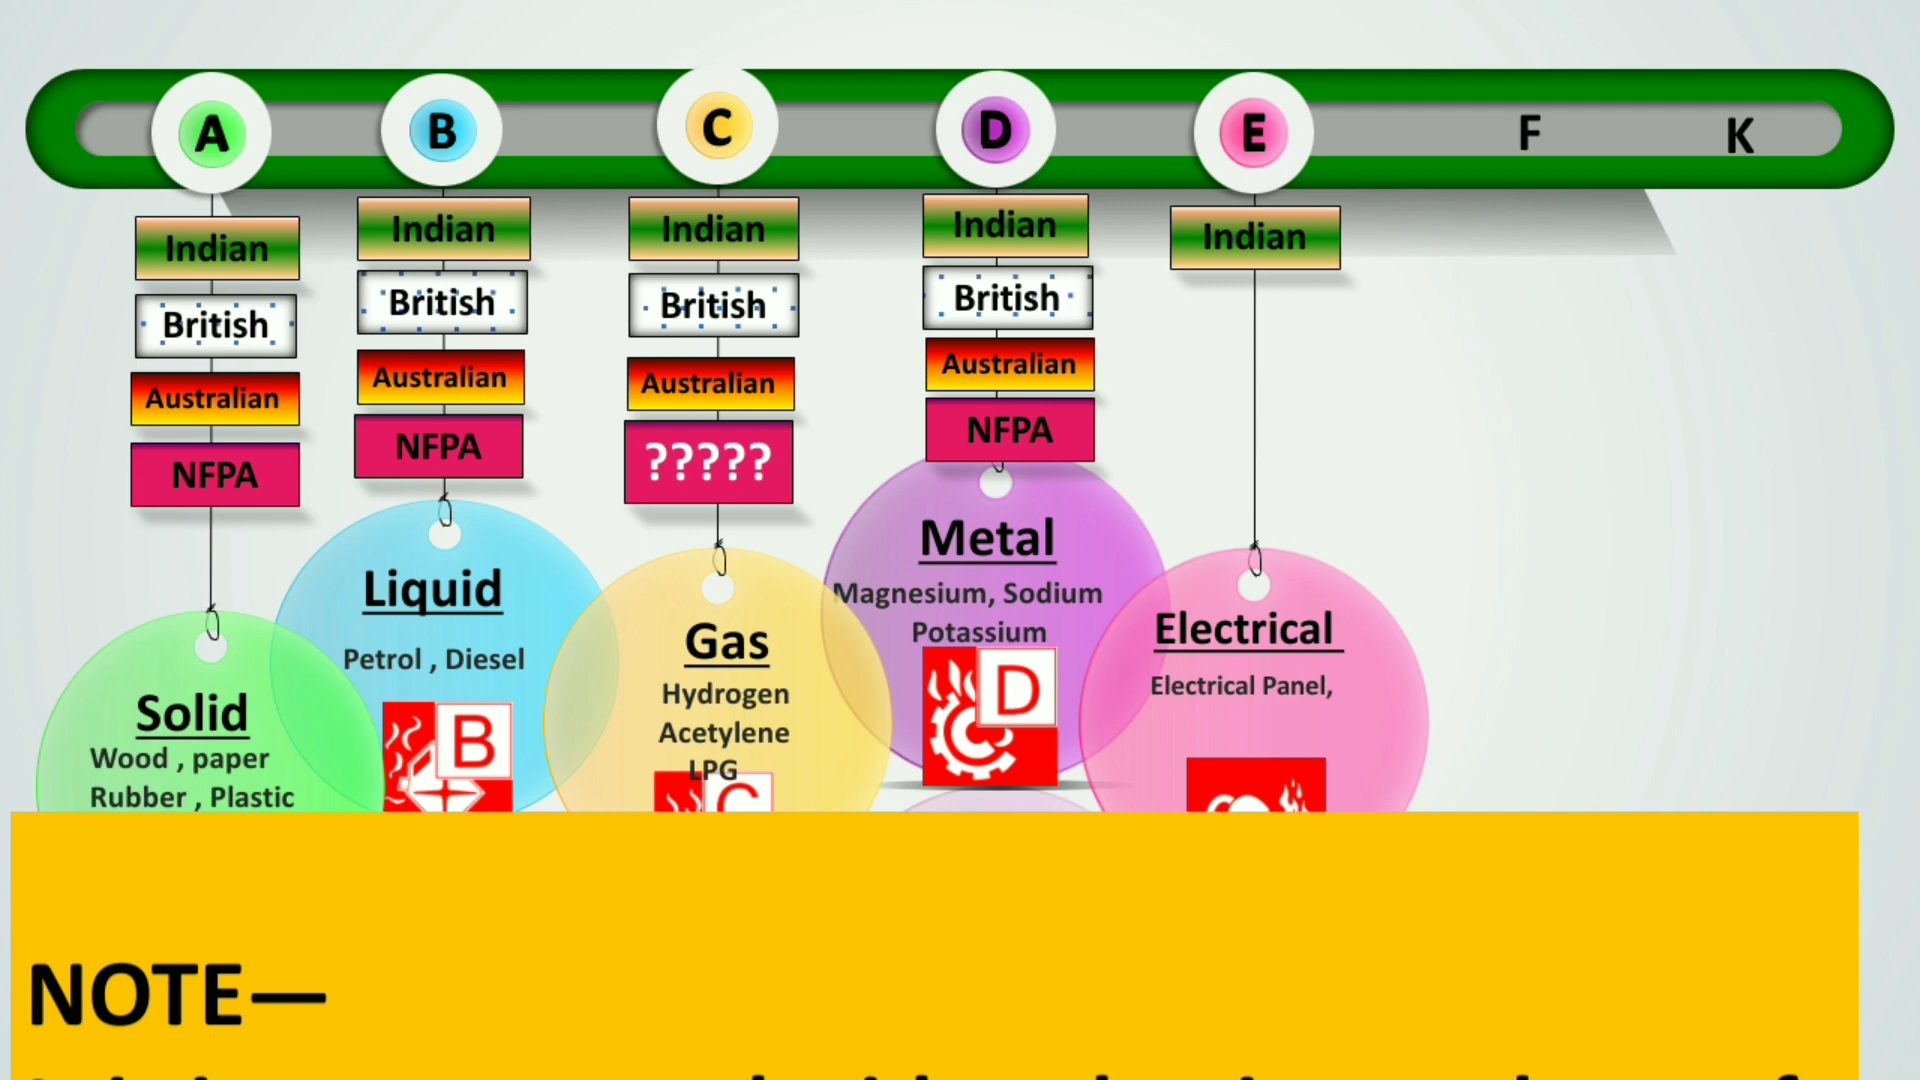 A B C D E F K
Indian Indian Indian Indian Indian
British British British British
Australian Australian Australian Australian
NFPA NFPA ????? NFPA
Solid
Wood , paper
Rubber , Plastic
Liquid
Petrol , Diesel
B
Gas
Hydrogen
Acetylene
LPG
C
Metal
Magnesium, Sodium
Potassium
D
Electrical
Electrical Panel,
NOTE—